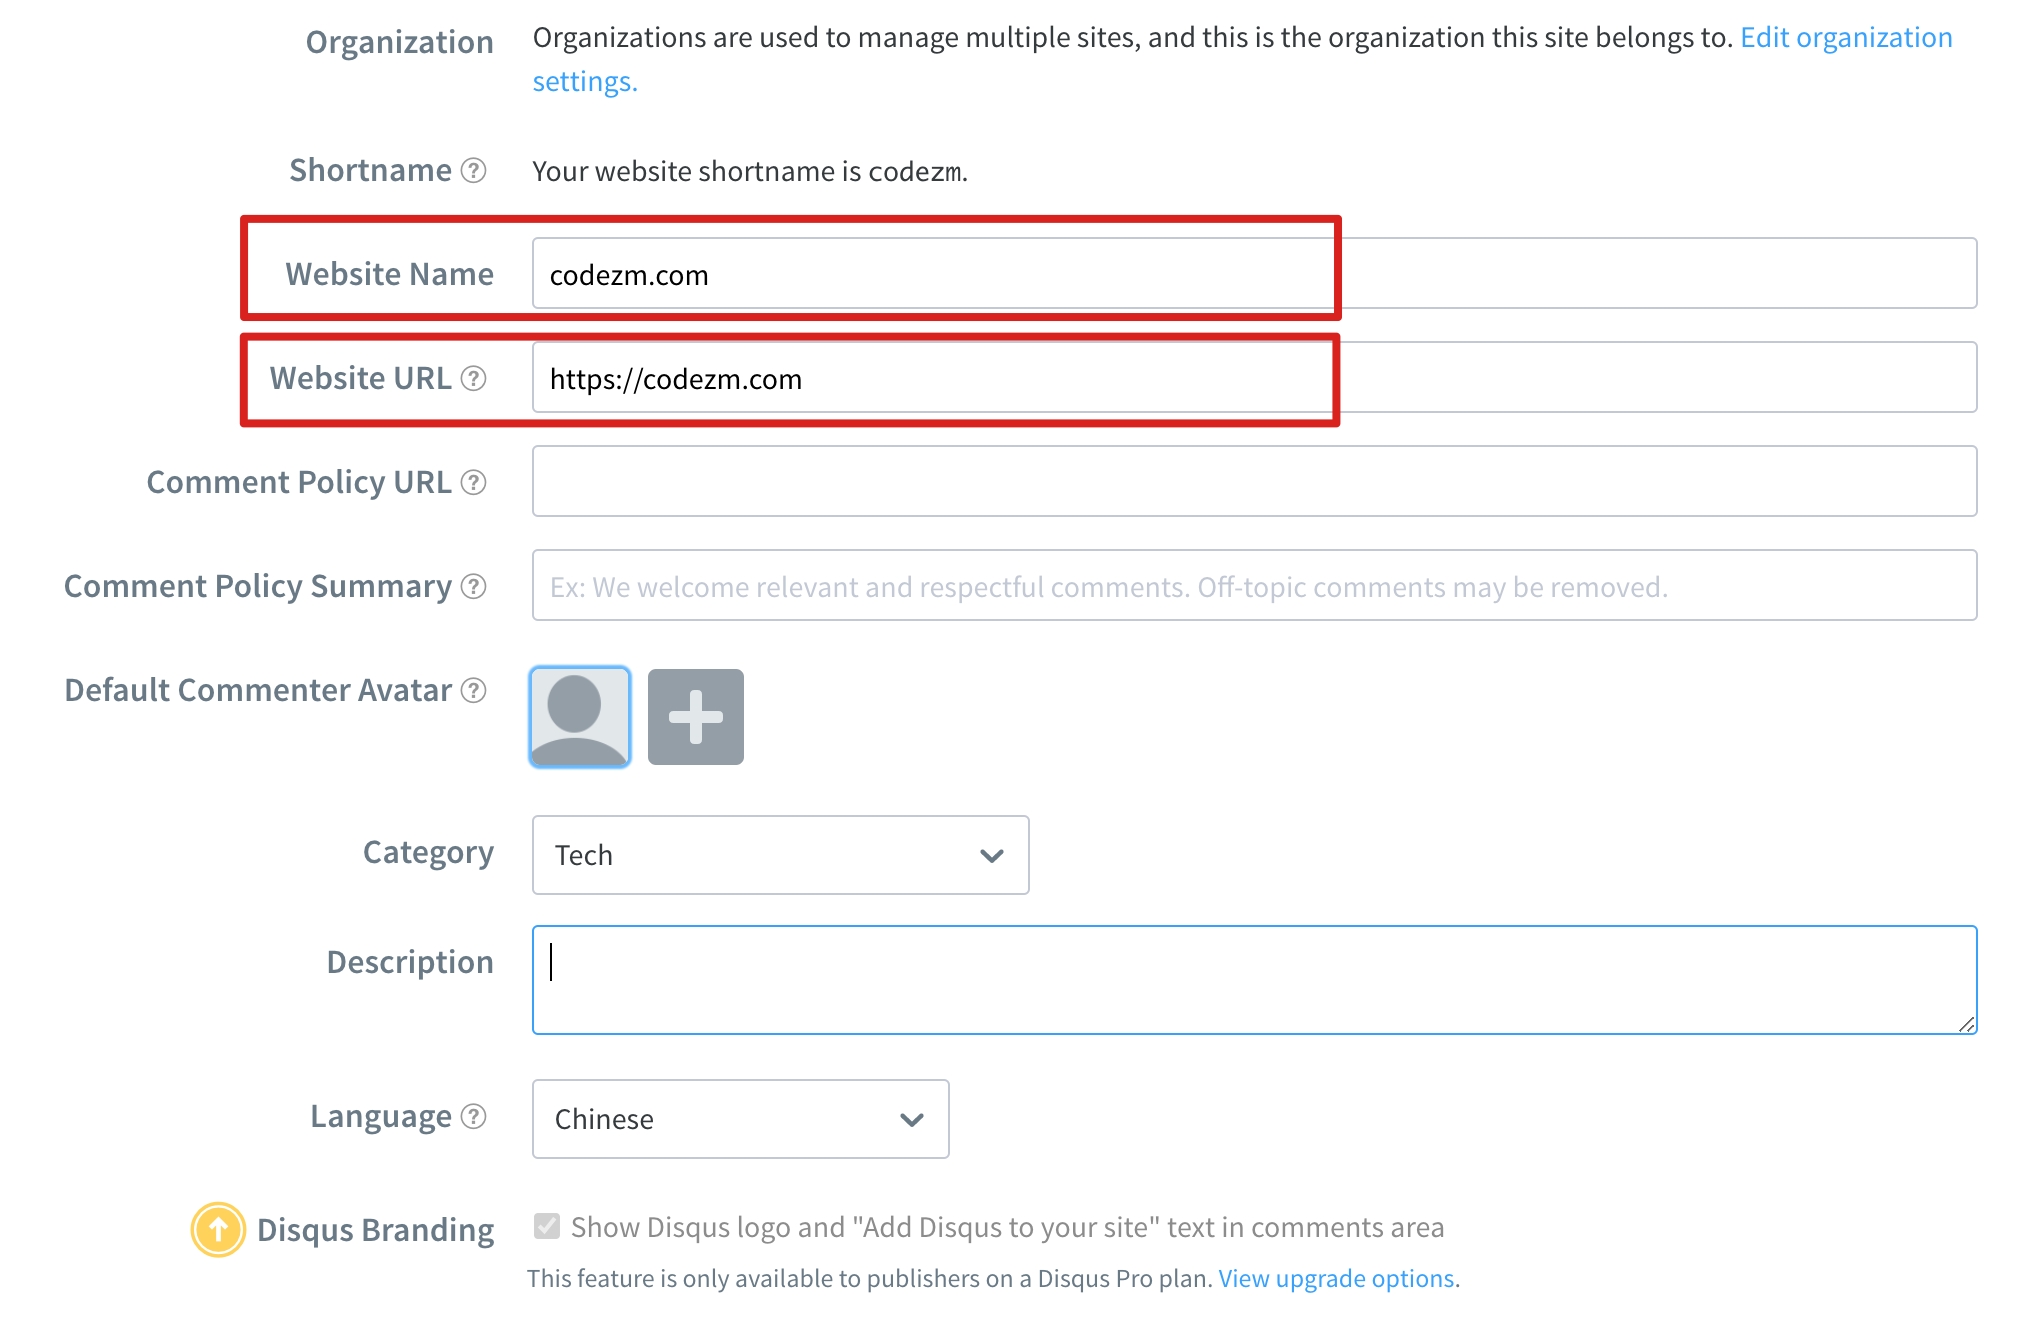 Organization
Organizations are used to manage multiple sites, and this is the organization this site belongs to. Edit organization
settings.
Shortname ?
Your website shortname is codezm.
Website Name
codezm.com
Website URL ?
https://codezm.com
Comment Policy URL ?
Comment Policy Summary ?
Ex: We welcome relevant and respectful comments. Off-topic comments may be removed.
Default Commenter Avatar ?
Category
Tech
Description
Language ?
Chinese
Disqus Branding
Show Disqus logo and "Add Disqus to your site" text in comments area
This feature is only available to publishers on a Disqus Pro plan. View upgrade options.